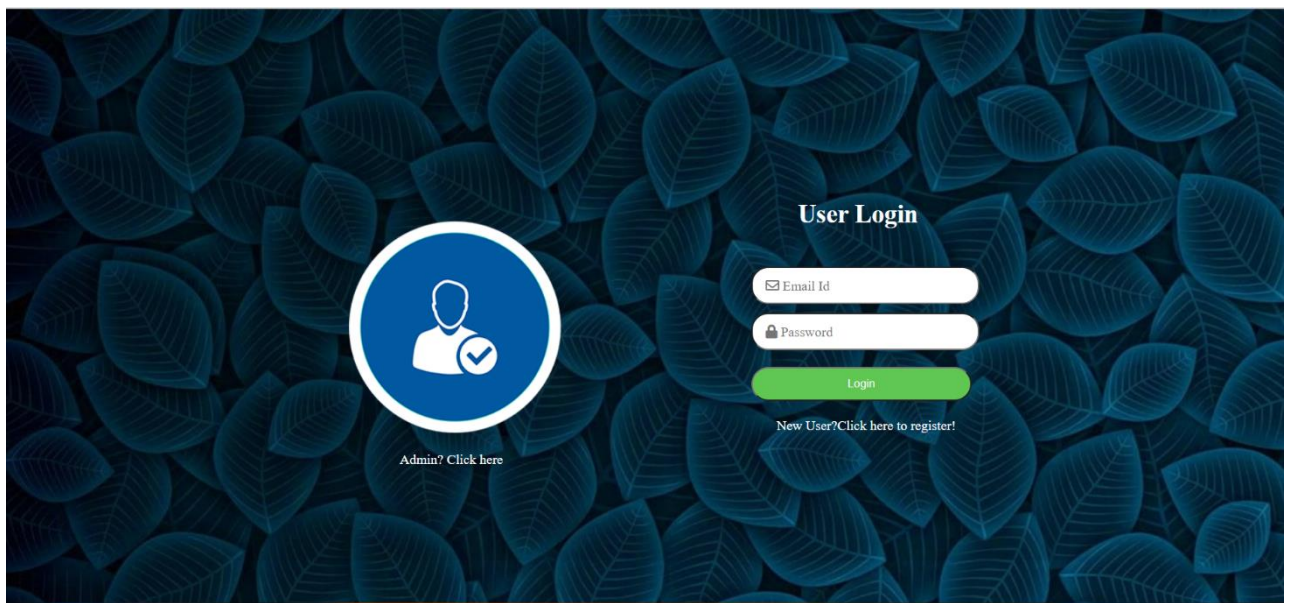 User Login
Email Id
Password
Login
New User?Click here to register!
Admin? Click here